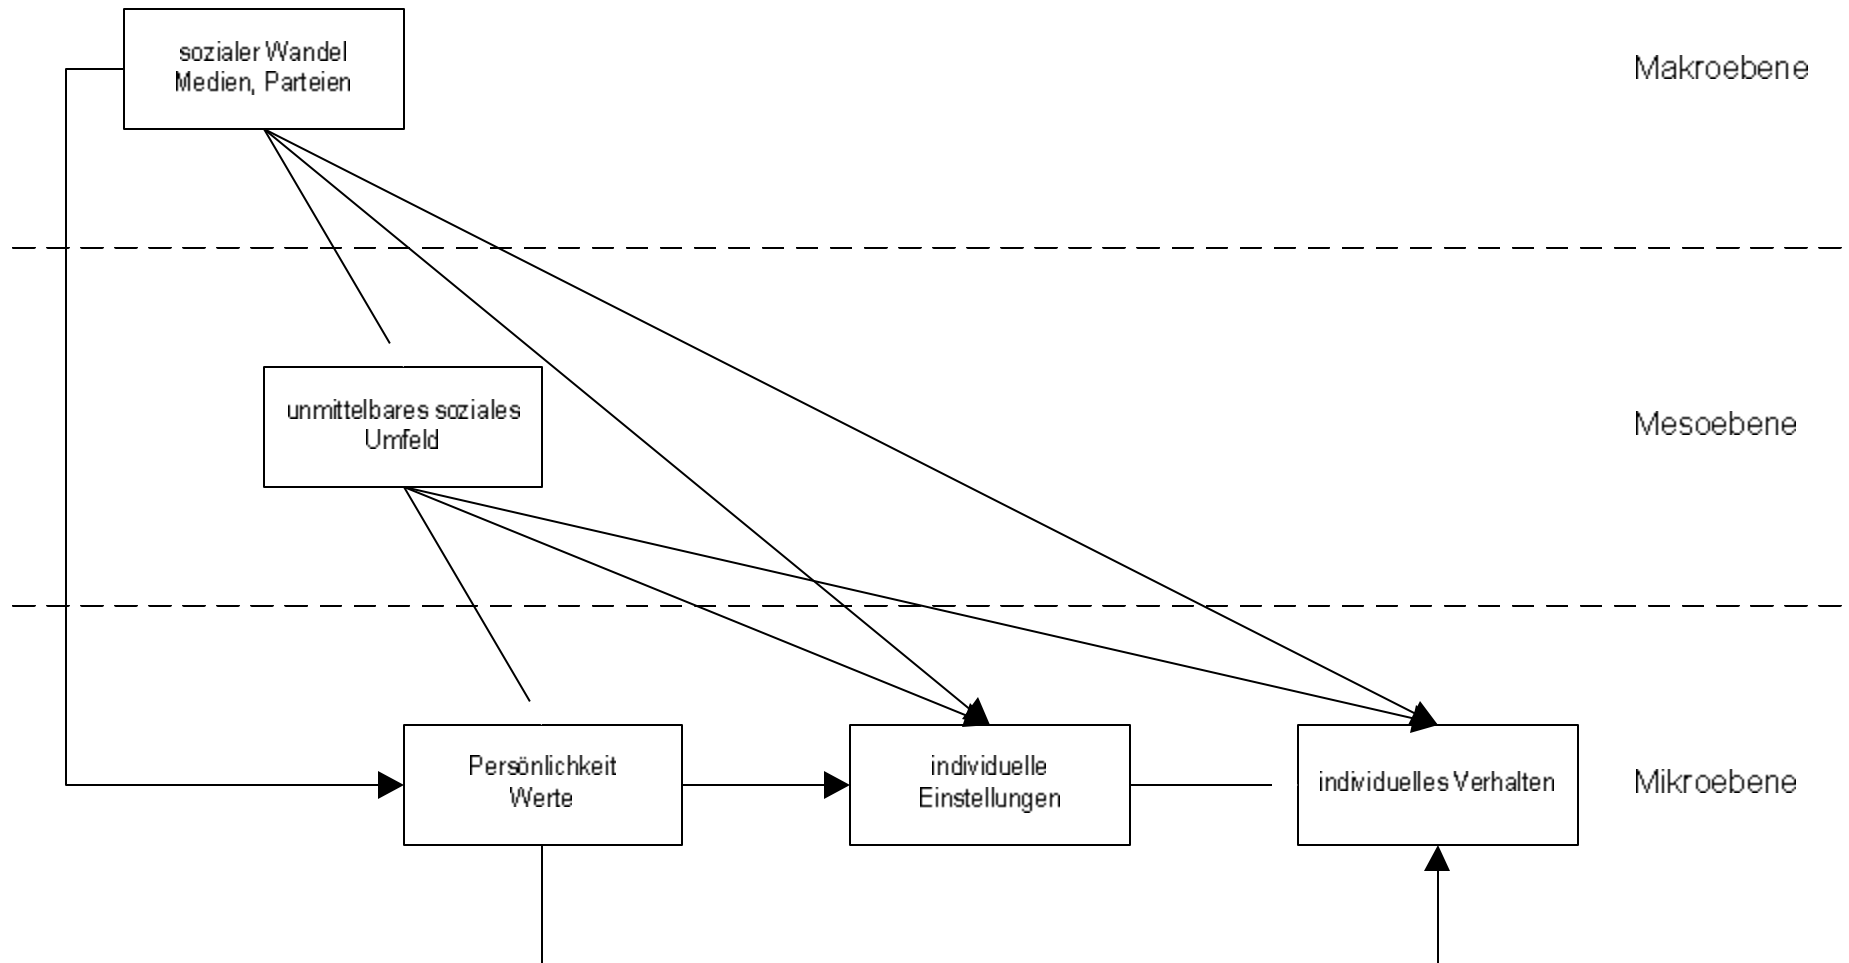 sozialer Wandel
Medien, Parteien
Makroebene
unmittelbares soziales
Umfeld
Mesoebene
Persönlichkeit
Werte
individuelle
Einstellungen
individuelles Verhalten
Mikroebene